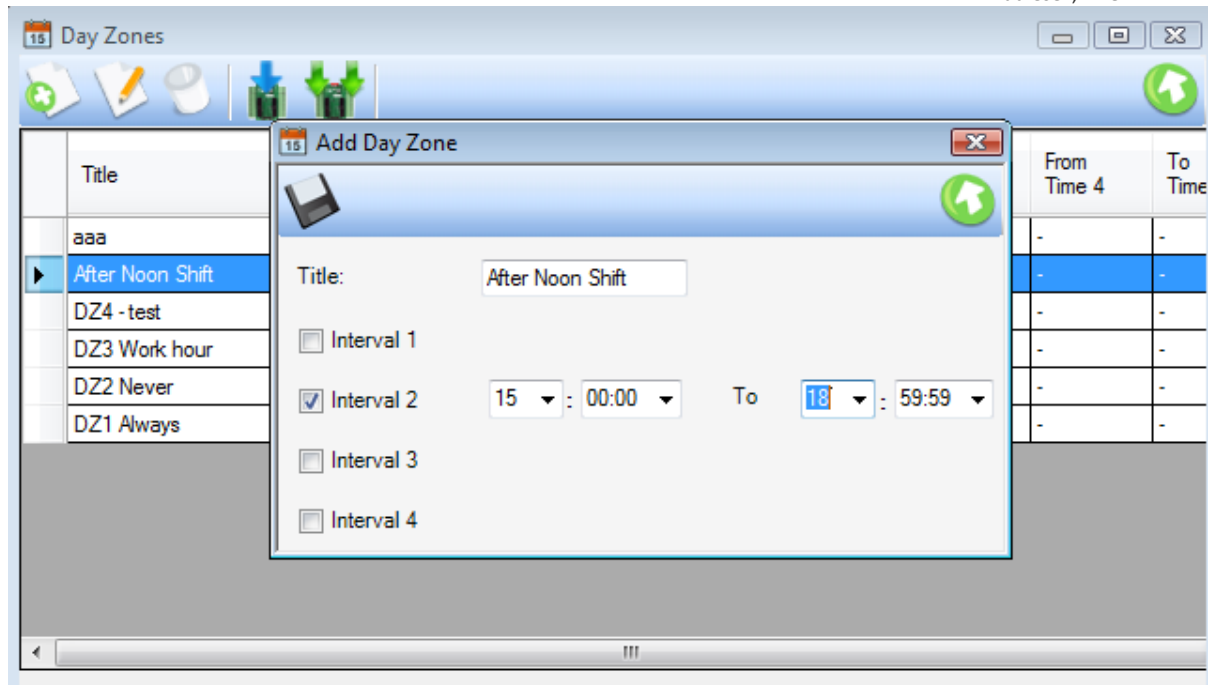 15 Day Zones
15 Add Day Zone
Title From Time 4 To Time
aaa - -
After Noon Shift - -
DZ4 - test - -
DZ3 Work hour - -
DZ2 Never - -
DZ1 Always - -
Title: After Noon Shift
Interval 1
Interval 2 15 : 00:00 To 18 : 59:59
Interval 3
Interval 4